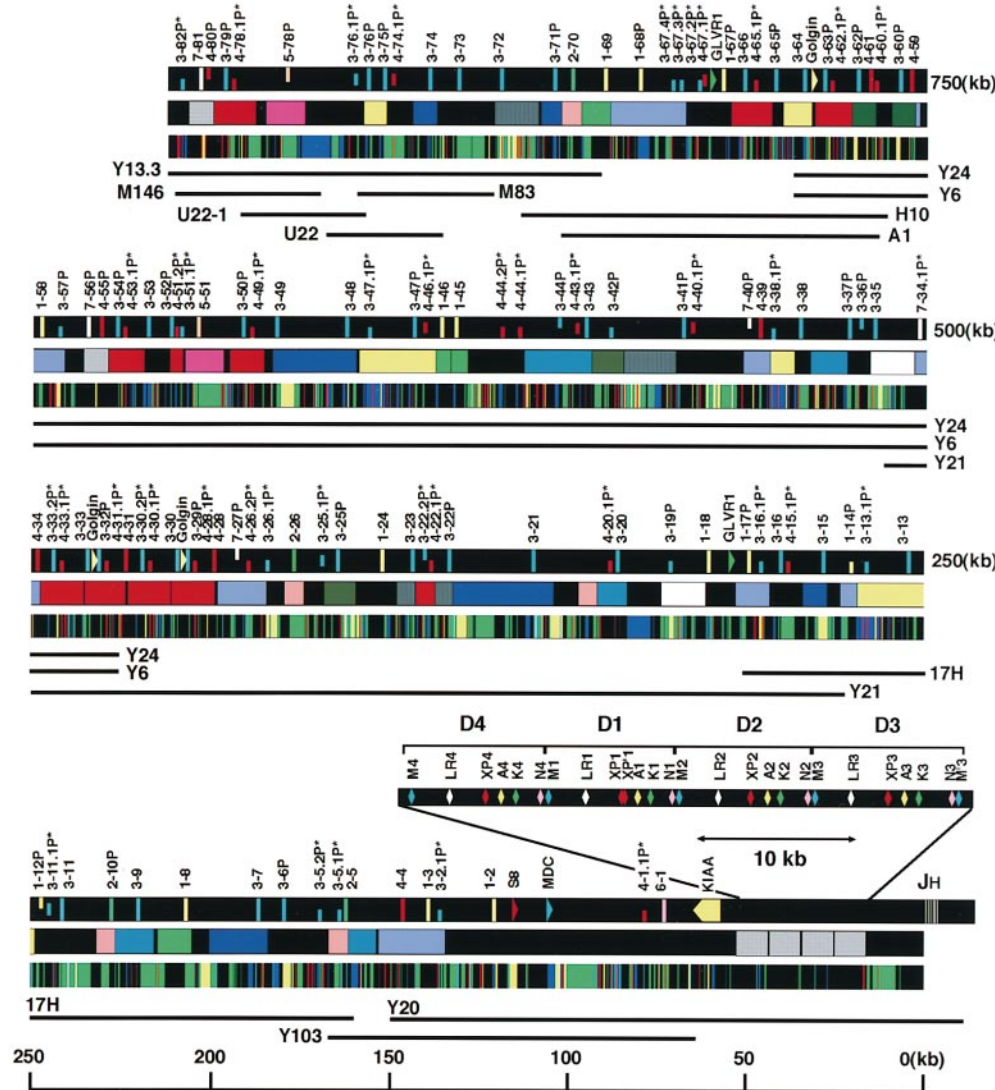 3-82P* 7-81 4-80P 3-79P 4-78.1P* 5-78P 3-76.1P* 3-76P 3-75P 4-74.1P* 3-74 3-73 3-72 3-71P 2-70 1-69 1-68P 3-67.4P* 3-67.3P* 3-67.2P* 4-67.1P* GLVR1 1-67P 3-66 4-65.1P* 3-65P 3-64 Golgin 3-63P 4-62.1P* 3-62P 4-61 4-60.1P* 3-60P 4-59
750(kb)
Y13.3 Y24
M146 M83 Y6
U22-1 H10
U22 A1
1-58 3-57P 7-56P 4-55P 3-54P 4-53.1P* 3-53 3-52P 4-51.2P* 3-51.1P* 5-51 3-50P 4-49.1P* 3-49 3-48 3-47.1P* 3-47P 4-46.1P* 1-46 1-45 4-44.2P* 4-44.1P* 3-44P 4-43.1P* 3-43 3-42P 3-41P 4-40.1P* 7-40P 4-39 3-38.1P* 3-38 3-37P 3-36P 3-35 7-34.1P*
500(kb)
Y24
Y6
Y21
4-34 3-33.2P* 4-33.1P* 3-33 Golgin 3-32P 4-31.1P* 4-31 3-30.2P* 4-30.1P* 3-30 Golgin 3-29P 4-28.1P* 4-28 7-27P 4-26.2P* 3-26.1P* 2-26 3-25.1P* 3-25P 1-24 3-23 3-22.2P* 4-22.1P* 3-22P 3-21 4-20.1P* 3-20 3-19P 1-18 GLVR1 1-17P 3-16.1P* 3-16 4-15.1P* 3-15 1-14P 3-13.1P* 3-13
250(kb)
Y24
Y6 17H
Y21
D4 D1 D2 D3
M4 LR4 XP4 A4 K4 N4 M1 LR1 XP1 XP'1 A1 K1 N1 M2 LR2 XP2 A2 K2 N2 M3 LR3 XP3 A3 K3 N3 M'3
10 kb
1-12P 3-11.1P* 3-11 2-10P 3-9 1-8 3-7 3-6P 3-5.2P* 3-5.1P* 2-5 4-4 1-3 3-2.1P* 1-2 S8 MDC 4-1.1P* 6-1 KIAA JH
17H Y20
Y103
250 200 150 100 50 0(kb)